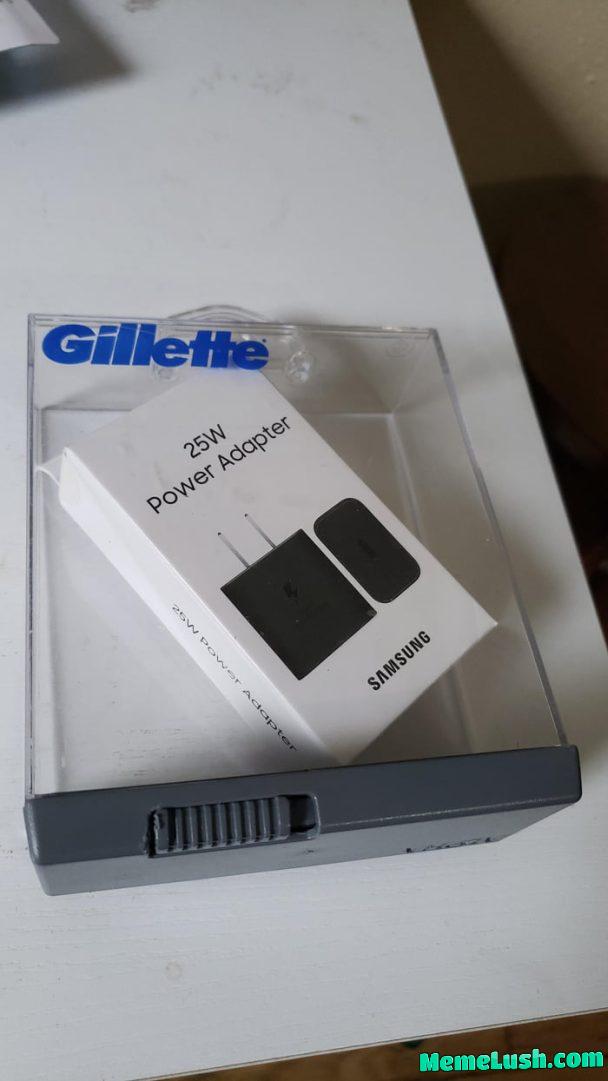 Gillette
25W
Power Adapter
25W Power Adapter
SAMSUNG
MemeLush.com